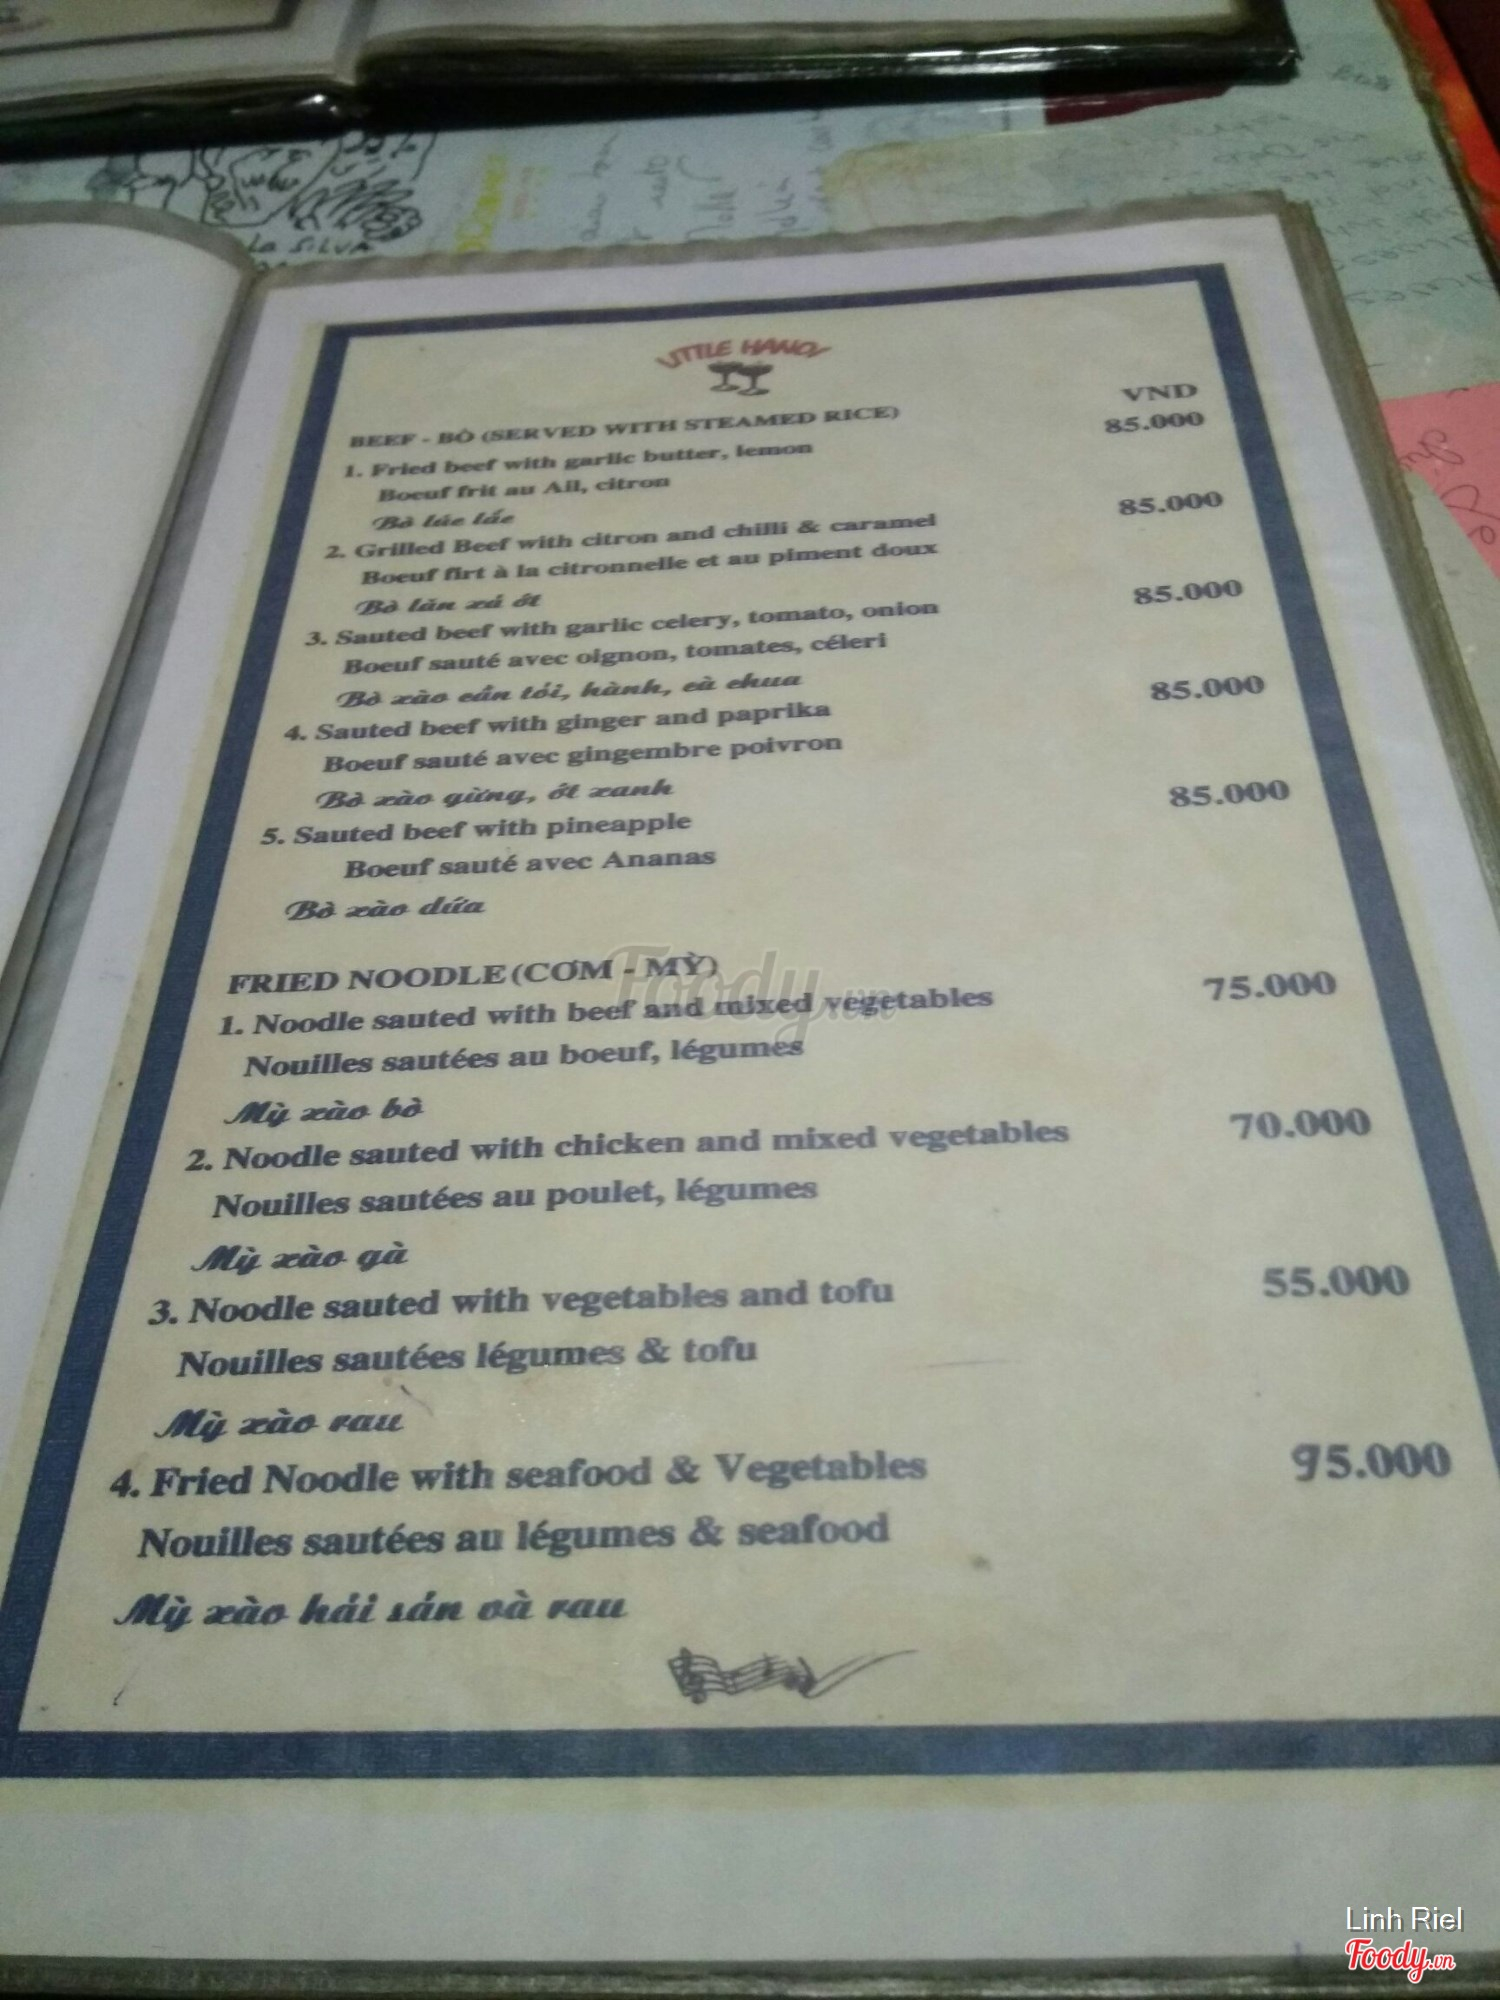 La SILVA
LITTLE HANOI
VND
BEEF - BÒ (SERVED WITH STEAMED RICE)
1. Fried beef with garlic butter, lemon 85.000
Boeuf frit au Ail, citron
Bò lúc lắc
2. Grilled Beef with citron and chilli & caramel 85.000
Boeuf firt à la citronnelle et au piment doux
Bò lăn xả ớt
3. Sauted beef with garlic celery, tomato, onion 85.000
Boeuf sauté avec oignon, tomates, céleri
Bò xào cần tỏi, hành, cà chua
4. Sauted beef with ginger and paprika 85.000
Boeuf sauté avec gingembre poivron
Bò xào gừng, ớt xanh
5. Sauted beef with pineapple 85.000
Boeuf sauté avec Ananas
Bò xào dứa
FRIED NOODLE (CƠM - MỲ)
1. Noodle sauted with beef and mixed vegetables 75.000
Nouilles sautées au boeuf, légumes
Mỳ xào bò
2. Noodle sauted with chicken and mixed vegetables 70.000
Nouilles sautées au poulet, légumes
Mỳ xào gà
3. Noodle sauted with vegetables and tofu 55.000
Nouilles sautées légumes & tofu
Mỳ xào rau
4. Fried Noodle with seafood & Vegetables 95.000
Nouilles sautées au légumes & seafood
Mỳ xào hải sản và rau
Foody.vn
Linh Riel
Foody.vn